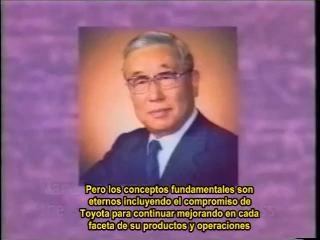 Pero los conceptos fundamentales son
eternos incluyendo el compromiso de
Toyota para continuar mejorando en cada
faceta de su productos y operaciones